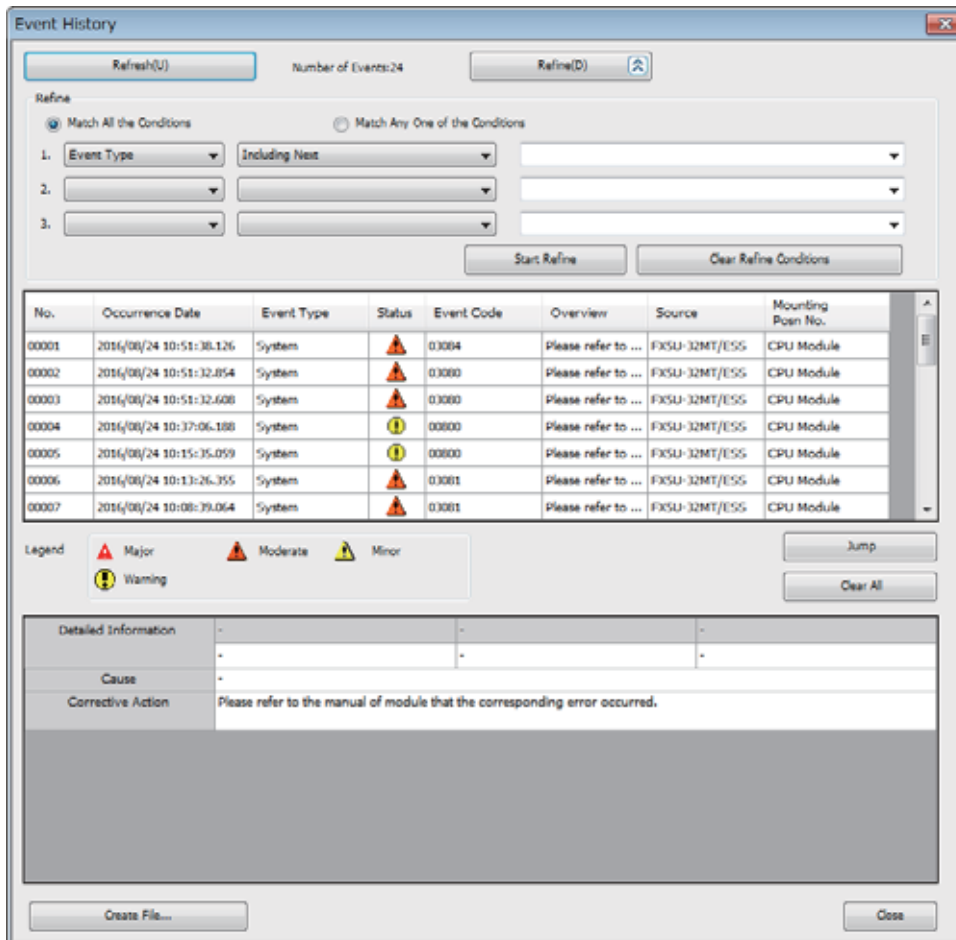 Event History
Refresh(U) Number of Events:24 Refine(D)
Refine
Match All the Conditions Match Any One of the Conditions
1. Event Type Including Next
2.
3.
Start Refine Clear Refine Conditions
No. Occurrence Date Event Type Status Event Code Overview Source Mounting Posn No.
00001 2016/08/24 10:51:38.126 System 03084 Please refer to ... FX5U-32MT/ESS CPU Module
00002 2016/08/24 10:51:32.854 System 03080 Please refer to ... FX5U-32MT/ESS CPU Module
00003 2016/08/24 10:51:32.608 System 03080 Please refer to ... FX5U-32MT/ESS CPU Module
00004 2016/08/24 10:37:06.188 System 00800 Please refer to ... FX5U-32MT/ESS CPU Module
00005 2016/08/24 10:15:35.059 System 00800 Please refer to ... FX5U-32MT/ESS CPU Module
00006 2016/08/24 10:13:26.355 System 03081 Please refer to ... FX5U-32MT/ESS CPU Module
00007 2016/08/24 10:08:39.064 System 03081 Please refer to ... FX5U-32MT/ESS CPU Module
Legend Major Moderate Minor Jump
Warning Clear All
Detailed Information - - -
- - -
Cause -
Corrective Action Please refer to the manual of module that the corresponding error occurred.
Create File... Close